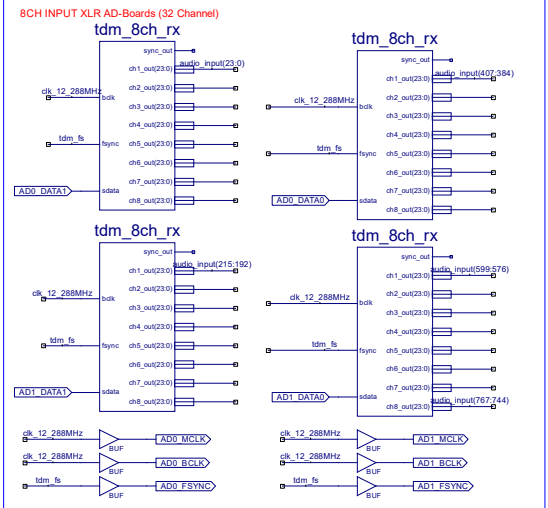 8CH INPUT XLR AD-Boards (32 Channel)
tdm_8ch_rx
sync_out
ch1_out(23:0)
audio_input(23:0)
ch2_out(23:0)
clk_12_288MHz
bclk
ch3_out(23:0)
ch4_out(23:0)
tdm_fs
fsync
ch5_out(23:0)
ch6_out(23:0)
ch7_out(23:0)
AD0_DATA1
sdata
ch8_out(23:0)
tdm_8ch_rx
sync_out
ch1_out(23:0)
audio_input(407:384)
ch2_out(23:0)
clk_12_288MHz
bclk
ch3_out(23:0)
ch4_out(23:0)
tdm_fs
fsync
ch5_out(23:0)
ch6_out(23:0)
ch7_out(23:0)
AD0_DATA0
sdata
ch8_out(23:0)
tdm_8ch_rx
sync_out
ch1_out(23:0)
audio_input(215:192)
ch2_out(23:0)
clk_12_288MHz
bclk
ch3_out(23:0)
ch4_out(23:0)
tdm_fs
fsync
ch5_out(23:0)
ch6_out(23:0)
ch7_out(23:0)
AD1_DATA1
sdata
ch8_out(23:0)
tdm_8ch_rx
sync_out
ch1_out(23:0)
audio_input(599:576)
ch2_out(23:0)
clk_12_288MHz
bclk
ch3_out(23:0)
ch4_out(23:0)
tdm_fs
fsync
ch5_out(23:0)
ch6_out(23:0)
ch7_out(23:0)
AD1_DATA0
sdata
ch8_out(23:0)
audio_input(767:744)
clk_12_288MHz
BUF
AD0_MCLK
clk_12_288MHz
BUF
AD0_BCLK
tdm_fs
BUF
AD0_FSYNC
clk_12_288MHz
BUF
AD1_MCLK
clk_12_288MHz
BUF
AD1_BCLK
tdm_fs
BUF
AD1_FSYNC